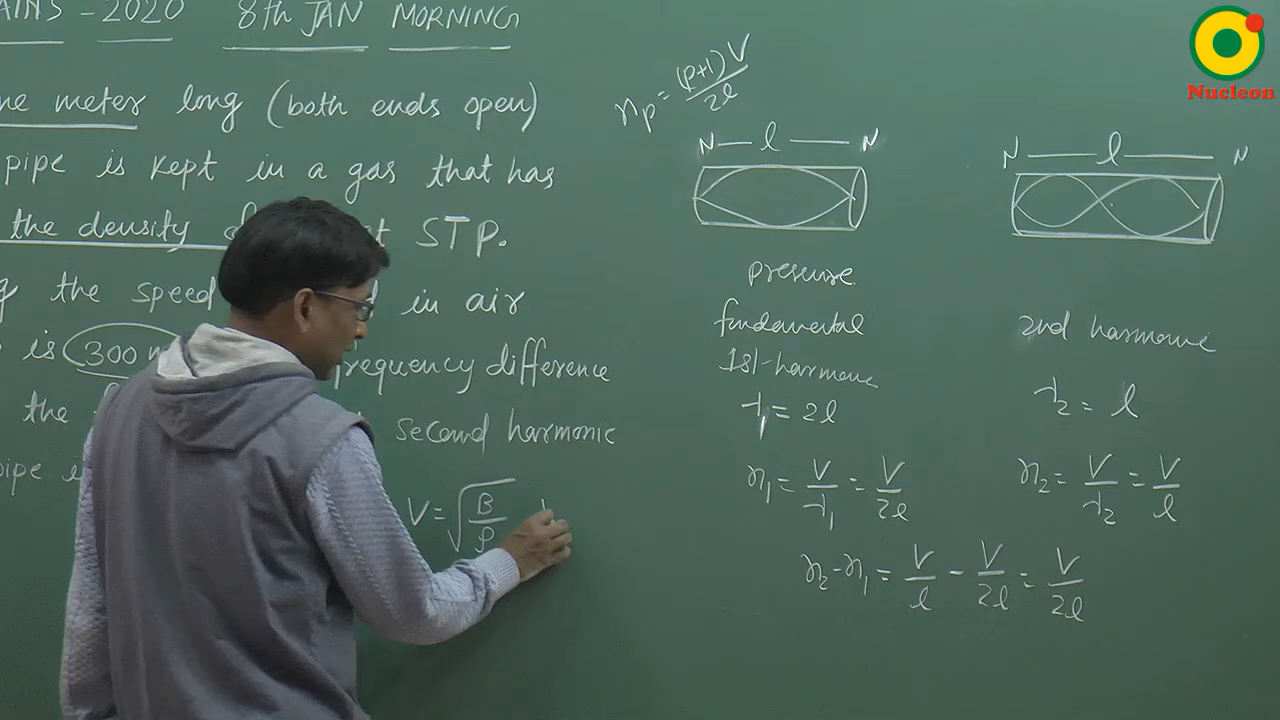 AINS - 2020 8th JAN MORNING
ne meter long (both ends open)
pipe is kept in a gas that has
the density at STP.
the speed in air
is 300 frequency difference
the second harmonic
pipe
V = √(B/ρ)
n_p = (p+1)V/2l
N — l — N
N — l — N
pressure
fundamental
1st-harmonic
λ₁ = 2l
n₁ = V/λ₁ = V/2l
2nd harmonic
λ₂ = l
n₂ = V/λ₂ = V/l
n₂ - n₁ = V/l - V/2l = V/2l
Nucleon